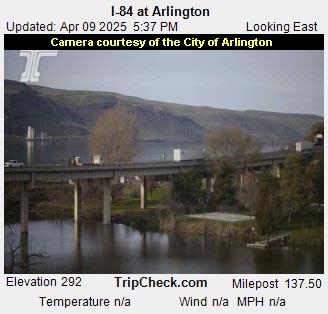 I-84 at Arlington
Updated: Apr 09 2025 5:37 PM Looking East
Camera courtesy of the City of Arlington
Elevation 292 TripCheck.com Milepost 137.50
Temperature n/a Wind n/a MPH n/a